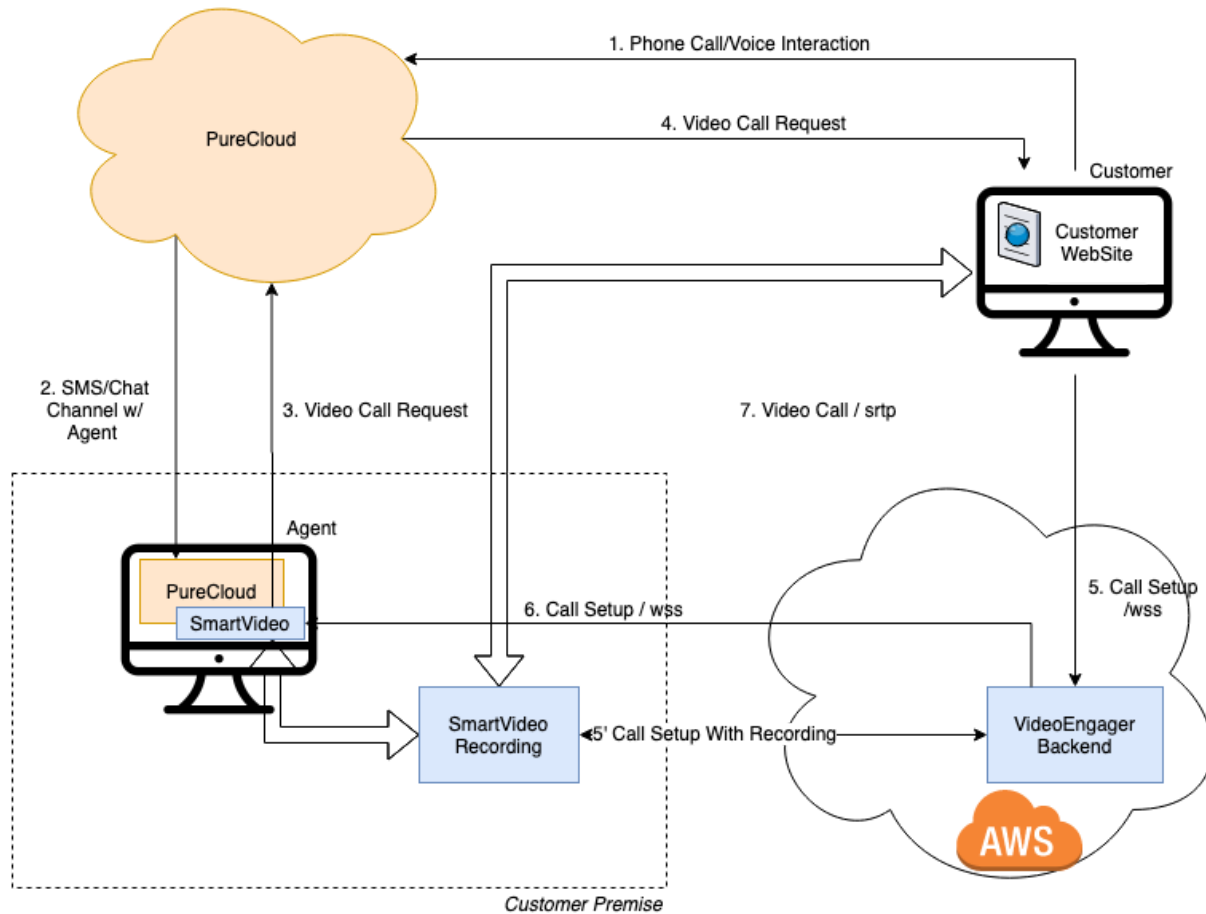 1. Phone Call/Voice Interaction
PureCloud
4. Video Call Request
Customer
Customer
WebSite
2. SMS/Chat
Channel w/
Agent
3. Video Call Request
7. Video Call / srtp
Agent
PureCloud
SmartVideo
6. Call Setup / wss
5. Call Setup
/wss
SmartVideo
Recording
5' Call Setup With Recording
VideoEngager
Backend
AWS
Customer Premise